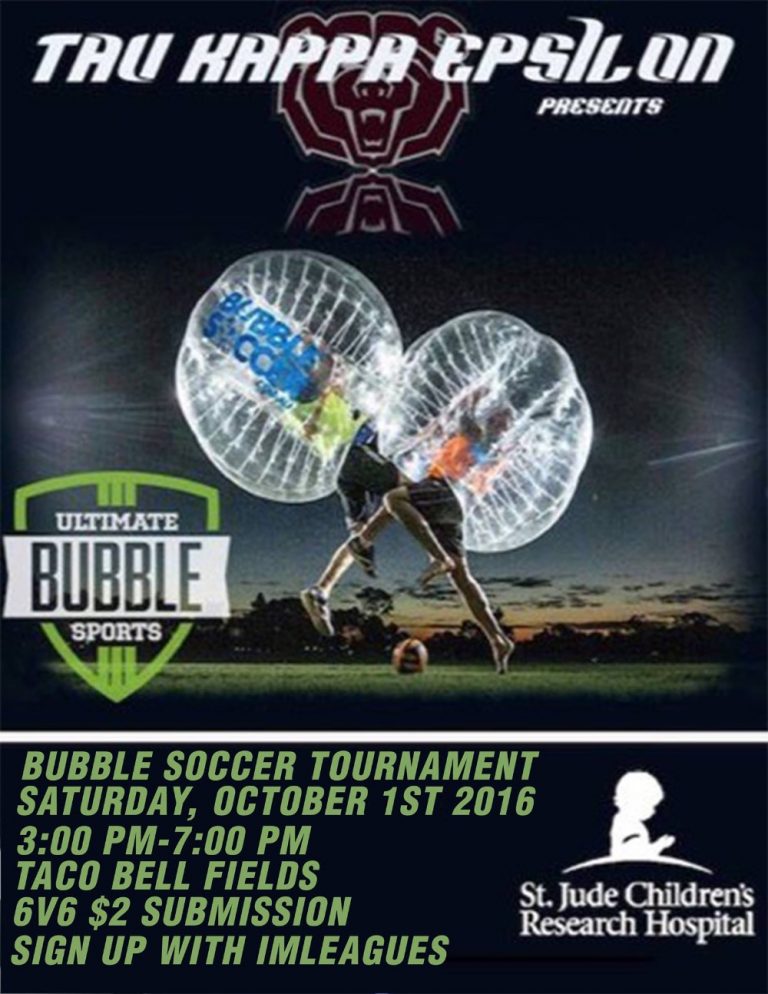 TAU KAPPA EPSILON
PRESENTS
BUBBLE
SOCCER
ULTIMATE
BUBBLE
SPORTS
BUBBLE SOCCER TOURNAMENT
SATURDAY, OCTOBER 1ST 2016
3:00 PM-7:00 PM
TACO BELL FIELDS
6V6 $2 SUBMISSION
SIGN UP WITH IMLEAGUES
St. Jude Children's
Research Hospital